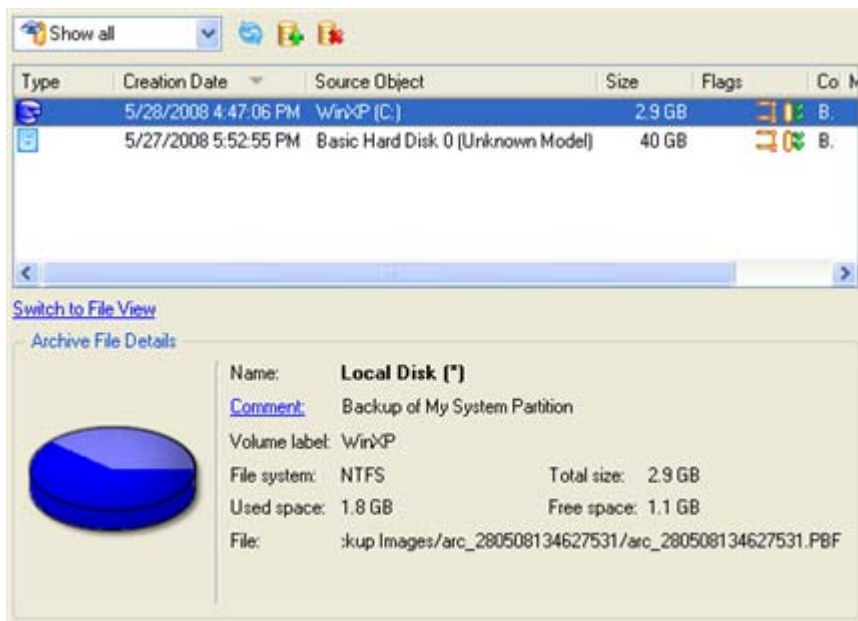 Show all
Type Creation Date Source Object Size Flags Co M
5/28/2008 4:47:06 PM WinXP (C:) 2.9 GB B.
5/27/2008 5:52:55 PM Basic Hard Disk 0 (Unknown Model) 40 GB B.
Switch to File View
Archive File Details
Name: Local Disk (*)
Comment: Backup of My System Partition
Volume label: WinXP
File system: NTFS Total size: 2.9 GB
Used space: 1.8 GB Free space: 1.1 GB
File: :kup Images/arc_280508134627531/arc_280508134627531.PBF